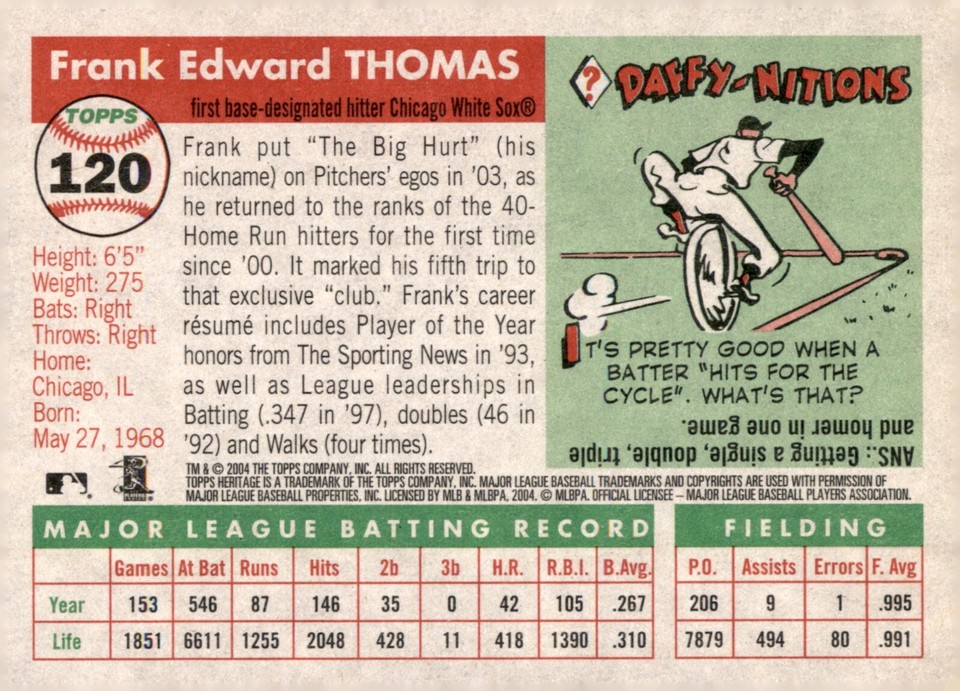 Frank Edward THOMAS
first base-designated hitter Chicago White Sox®
TOPPS
120
Height: 6'5"
Weight: 275
Bats: Right
Throws: Right
Home:
Chicago, IL
Born:
May 27, 1968
Frank put "The Big Hurt" (his
nickname) on Pitchers' egos in '03, as
he returned to the ranks of the 40-
Home Run hitters for the first time
since '00. It marked his fifth trip to
that exclusive "club." Frank's career
résumé includes Player of the Year
honors from The Sporting News in '93,
as well as League leaderships in
Batting (.347 in '97), doubles (46 in
'92) and Walks (four times).
? DAFFY-NITIONS
IT'S PRETTY GOOD WHEN A
BATTER "HITS FOR THE
CYCLE". WHAT'S THAT?
ANS.: Getting a single, double, triple
and homer in one game.
TM & © 2004 THE TOPPS COMPANY, INC. ALL RIGHTS RESERVED.
TOPPS HERITAGE IS A TRADEMARK OF THE TOPPS COMPANY, INC. MAJOR LEAGUE BASEBALL TRADEMARKS AND COPYRIGHTS ARE USED WITH PERMISSION OF
MAJOR LEAGUE BASEBALL PROPERTIES, INC. LICENSED BY MLB & MLBPA, 2004. © MLBPA. OFFICIAL LICENSEE – MAJOR LEAGUE BASEBALL PLAYERS ASSOCIATION.
MAJOR LEAGUE BATTING RECORD
Games At Bat Runs Hits 2b 3b H.R. R.B.I. B.Avg.
Year 153 546 87 146 35 0 42 105 .267
Life 1851 6611 1255 2048 428 11 418 1390 .310
FIELDING
P.O. Assists Errors F. Avg
206 9 1 .995
7879 494 80 .991